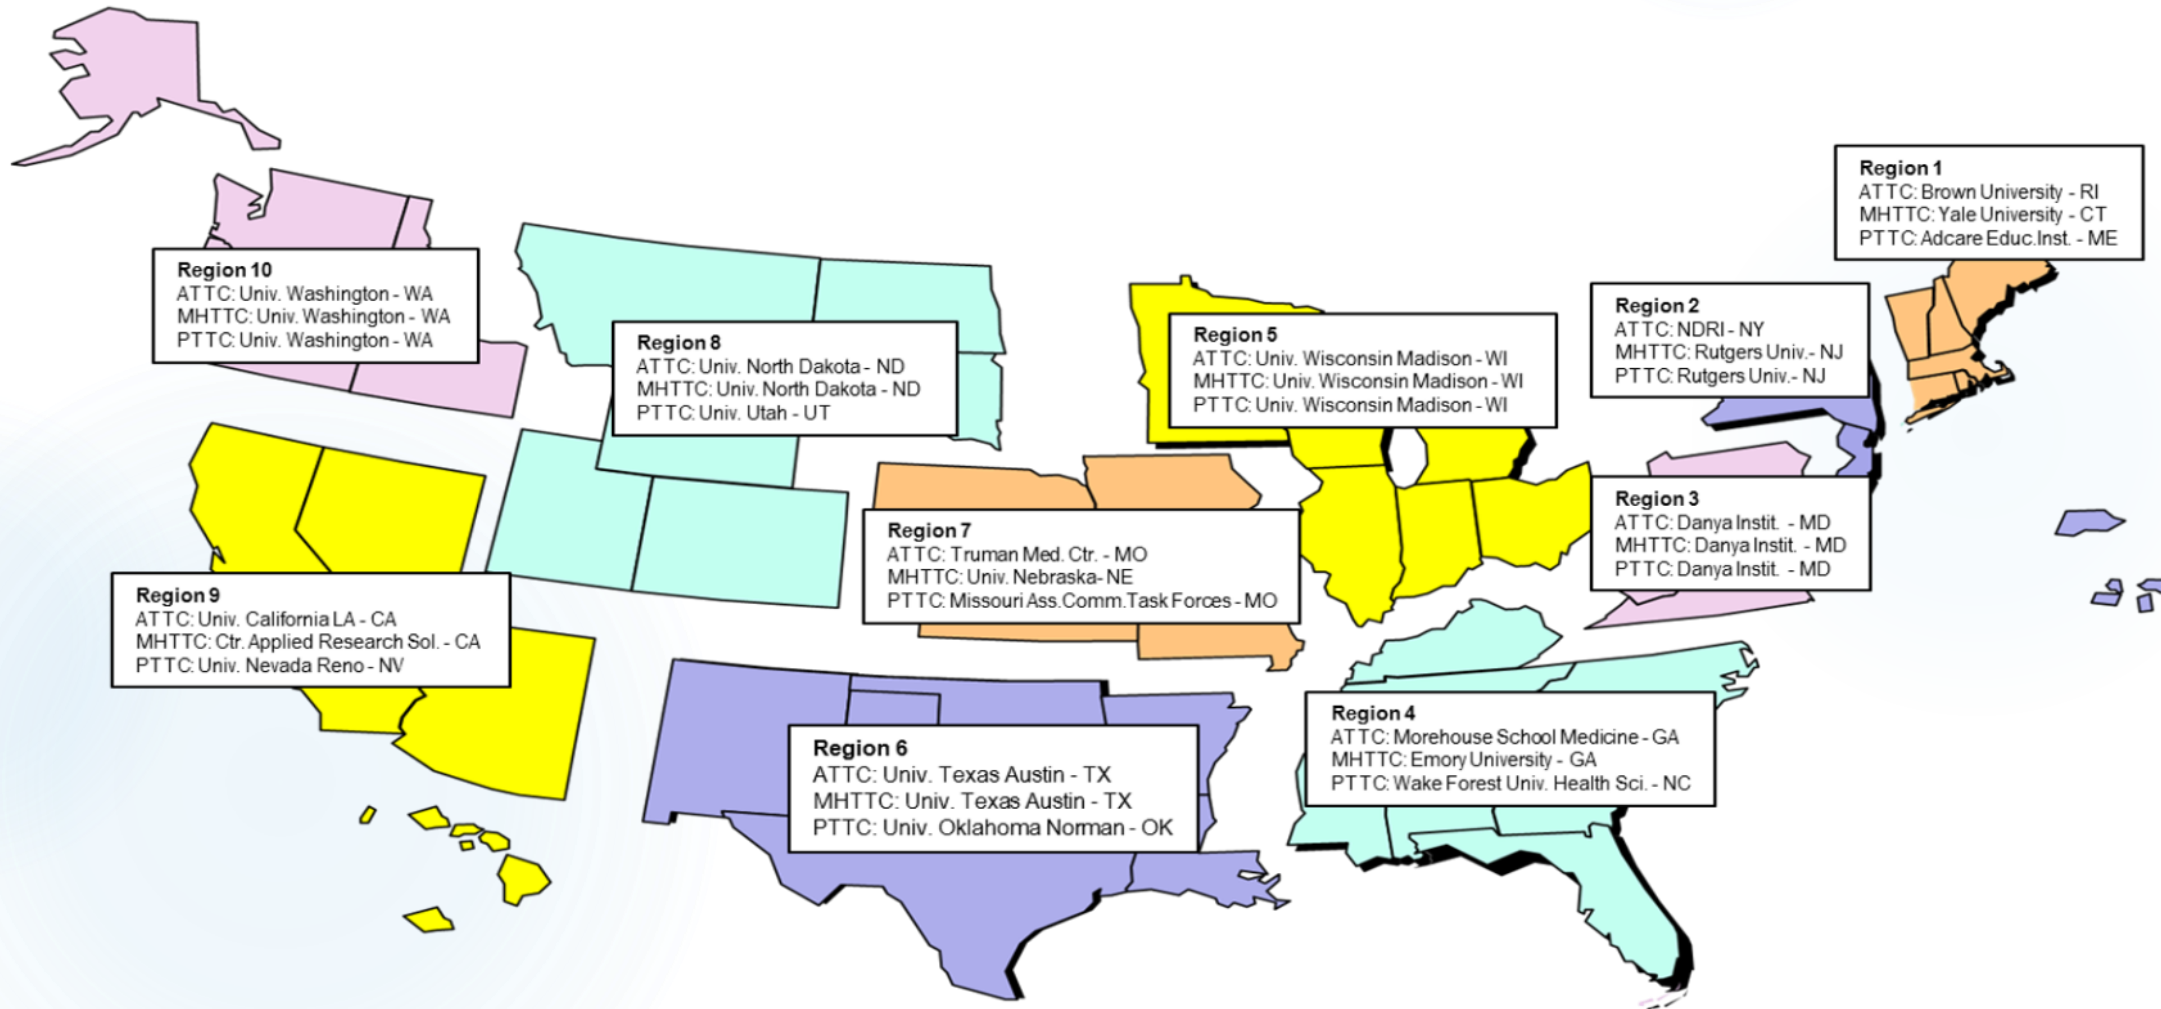 Region 1
ATTC: Brown University - RI
MHTTC: Yale University - CT
PTTC: Adcare Educ.Inst. - ME
Region 10
ATTC: Univ. Washington - WA
MHTTC: Univ. Washington - WA
PTTC: Univ. Washington - WA
Region 8
ATTC: Univ. North Dakota - ND
MHTTC: Univ. North Dakota - ND
PTTC: Univ. Utah - UT
Region 5
ATTC: Univ. Wisconsin Madison - WI
MHTTC: Univ. Wisconsin Madison - WI
PTTC: Univ. Wisconsin Madison - WI
Region 2
ATTC: NDRI - NY
MHTTC: Rutgers Univ.- NJ
PTTC: Rutgers Univ.- NJ
Region 3
ATTC: Danya Instit. - MD
MHTTC: Danya Instit. - MD
PTTC: Danya Instit. - MD
Region 7
ATTC: Truman Med. Ctr. - MO
MHTTC: Univ. Nebraska- NE
PTTC: Missouri Ass.Comm.Task Forces - MO
Region 9
ATTC: Univ. California LA - CA
MHTTC: Ctr. Applied Research Sol. - CA
PTTC: Univ. Nevada Reno - NV
Region 4
ATTC: Morehouse School Medicine - GA
MHTTC: Emory University - GA
PTTC: Wake Forest Univ. Health Sci. - NC
Region 6
ATTC: Univ. Texas Austin - TX
MHTTC: Univ. Texas Austin - TX
PTTC: Univ. Oklahoma Norman - OK